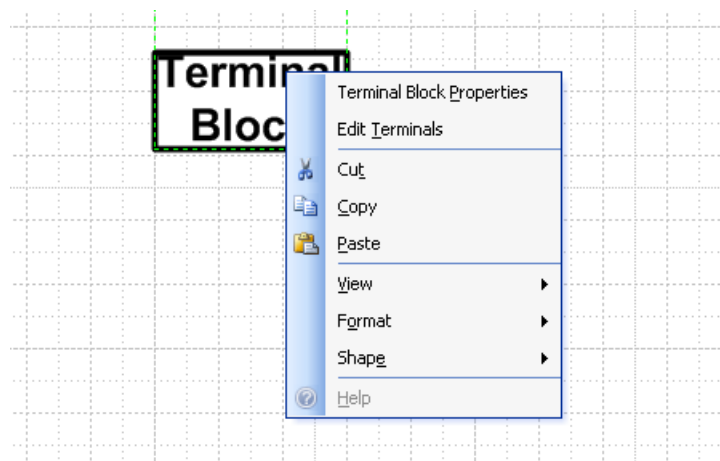 Terminal
Bloc
Terminal Block Properties
Edit Terminals
Cut
Copy
Paste
View
Format
Shape
Help